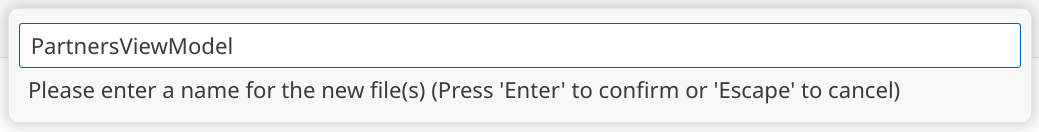 PartnersViewModel
Please enter a name for the new file(s) (Press 'Enter' to confirm or 'Escape' to cancel)